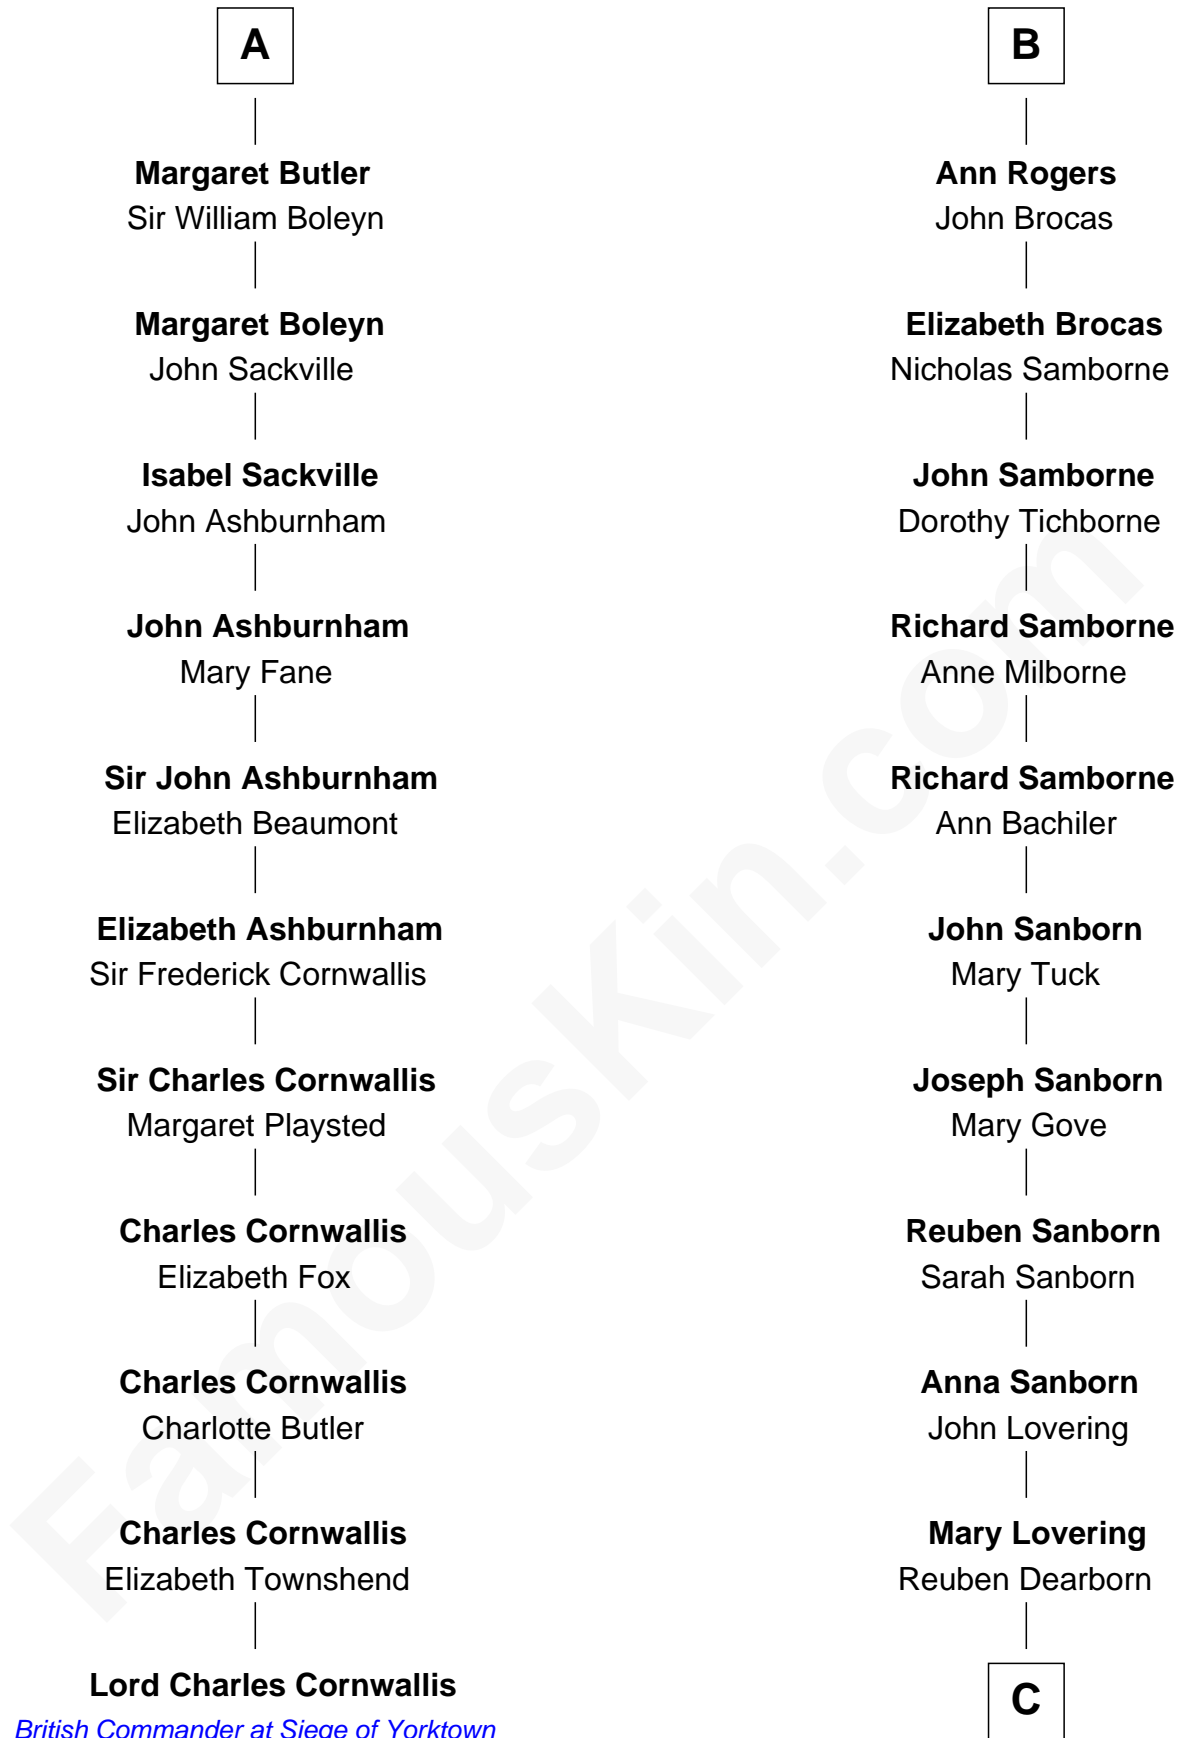 A
Margaret Butler
Sir William Boleyn
Margaret Boleyn
John Sackville
Isabel Sackville
John Ashburnham
John Ashburnham
Mary Fane
Sir John Ashburnham
Elizabeth Beaumont
Elizabeth Ashburnham
Sir Frederick Cornwallis
Sir Charles Cornwallis
Margaret Playsted
Charles Cornwallis
Elizabeth Fox
Charles Cornwallis
Charlotte Butler
Charles Cornwallis
Elizabeth Townshend
Lord Charles Cornwallis
British Commander at Siege of Yorktown
B
Ann Rogers
John Brocas
Elizabeth Brocas
Nicholas Samborne
John Samborne
Dorothy Tichborne
Richard Samborne
Anne Milborne
Richard Samborne
Ann Bachiler
John Sanborn
Mary Tuck
Joseph Sanborn
Mary Gove
Reuben Sanborn
Sarah Sanborn
Anna Sanborn
John Lovering
Mary Lovering
Reuben Dearborn
C
FamousKin.com